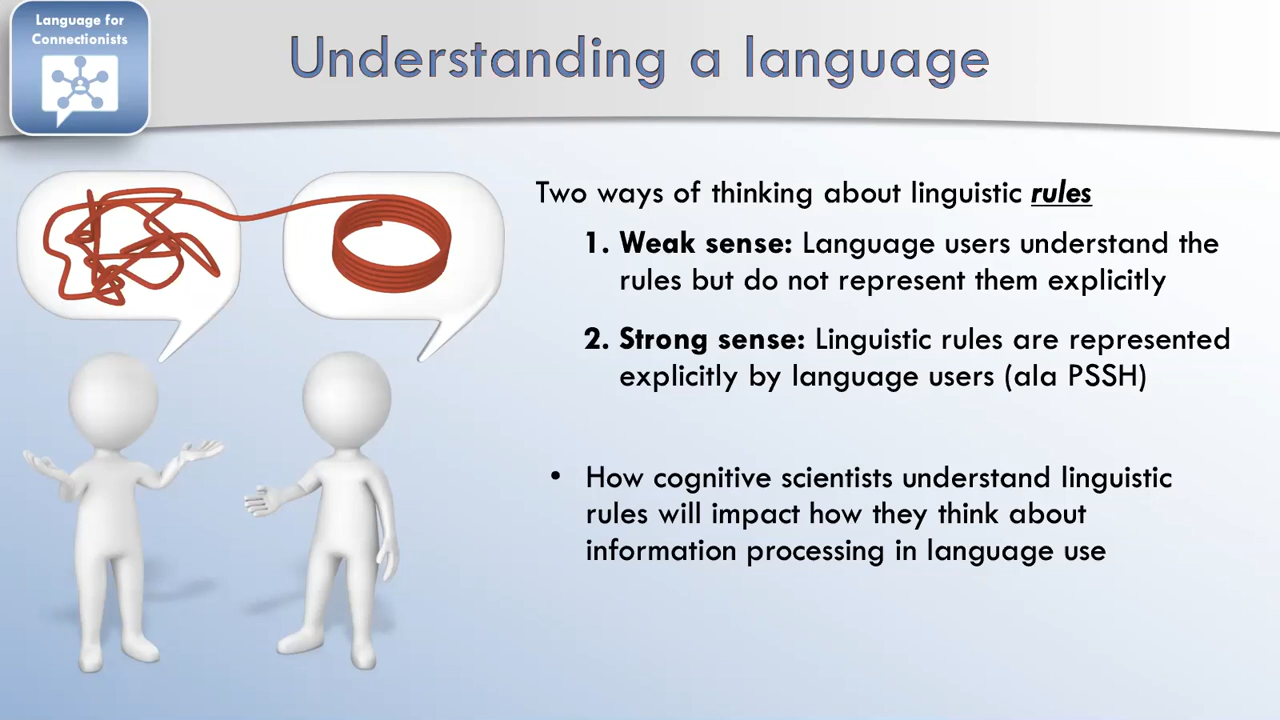 Language for
Connectionists
Understanding a language
Two ways of thinking about linguistic rules
1. Weak sense: Language users understand the
rules but do not represent them explicitly
2. Strong sense: Linguistic rules are represented
explicitly by language users (ala PSSH)
• How cognitive scientists understand linguistic
rules will impact how they think about
information processing in language use